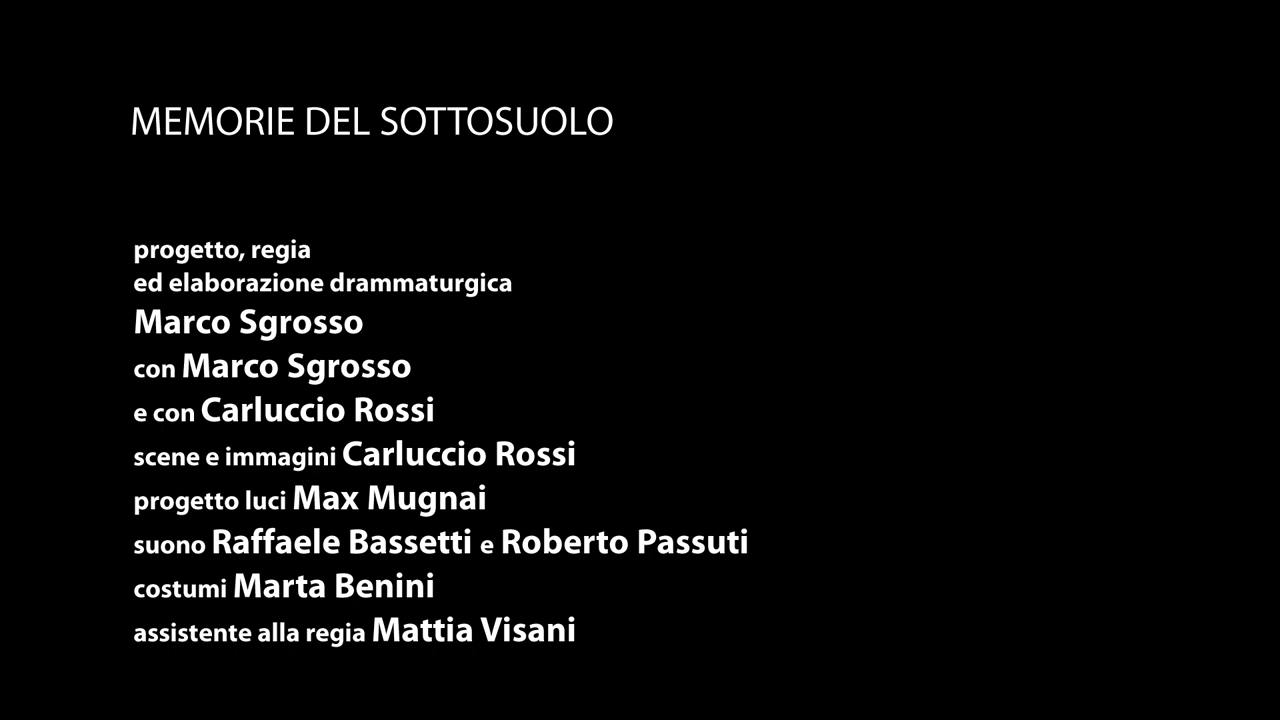 MEMORIE DEL SOTTOSUOLO
progetto, regia
ed elaborazione drammaturgica
Marco Sgrosso
con Marco Sgrosso
e con Carluccio Rossi
scene e immagini Carluccio Rossi
progetto luci Max Mugnai
suono Raffaele Bassetti e Roberto Passuti
costumi Marta Benini
assistente alla regia Mattia Visani